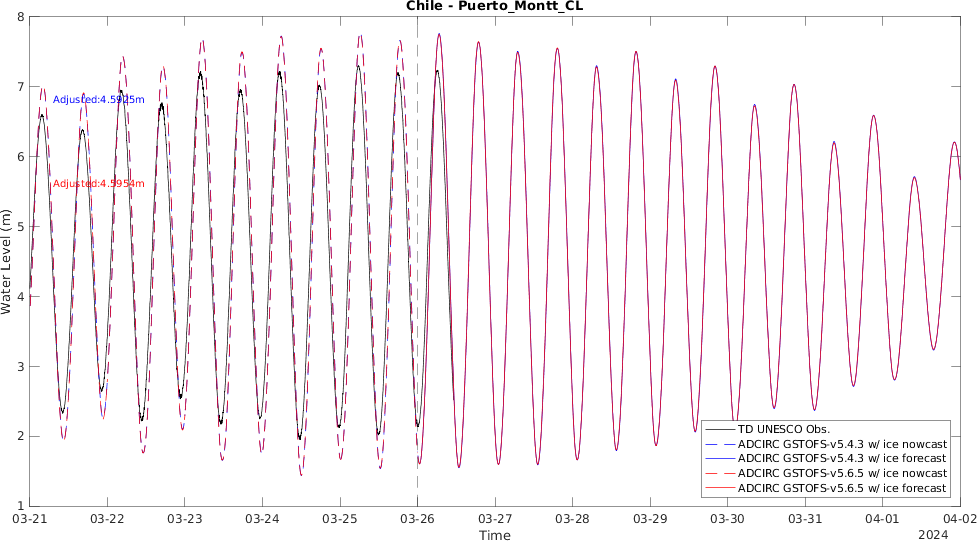 Chile - Puerto_Montt_CL
8
7
6
5
4
3
2
1
Water Level (m)
Adjusted:4.5925m
Adjusted:4.5954m
TD UNESCO Obs.
ADCIRC GSTOFS-v5.4.3 w/ ice nowcast
ADCIRC GSTOFS-v5.4.3 w/ ice forecast
ADCIRC GSTOFS-v5.6.5 w/ ice nowcast
ADCIRC GSTOFS-v5.6.5 w/ ice forecast
03-21 03-22 03-23 03-24 03-25 03-26 03-27 03-28 03-29 03-30 03-31 04-01 04-02
Time
2024